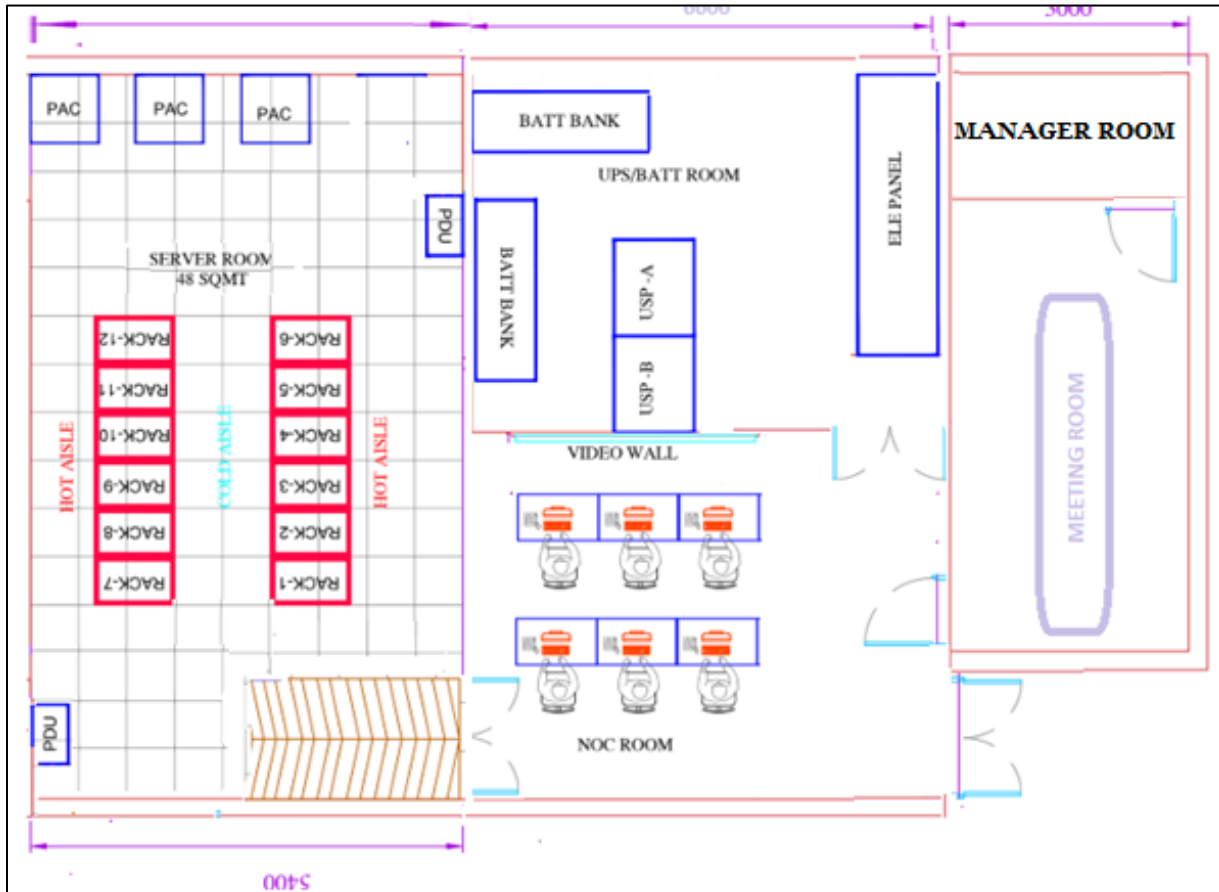 6000
3000
PAC
PAC
PAC
BATT BANK
MANAGER ROOM
UPS/BATT ROOM
ELE PANEL
PDU
SERVER ROOM
48 SQMT
BATT BANK
USP -A
USP -B
RACK-12
RACK-6
RACK-11
RACK-5
RACK-10
RACK-4
RACK-9
RACK-3
RACK-8
RACK-2
RACK-7
RACK-1
HOT AISLE
COLD AISLE
HOT AISLE
VIDEO WALL
MEETING ROOM
PDU
NOC ROOM
5400